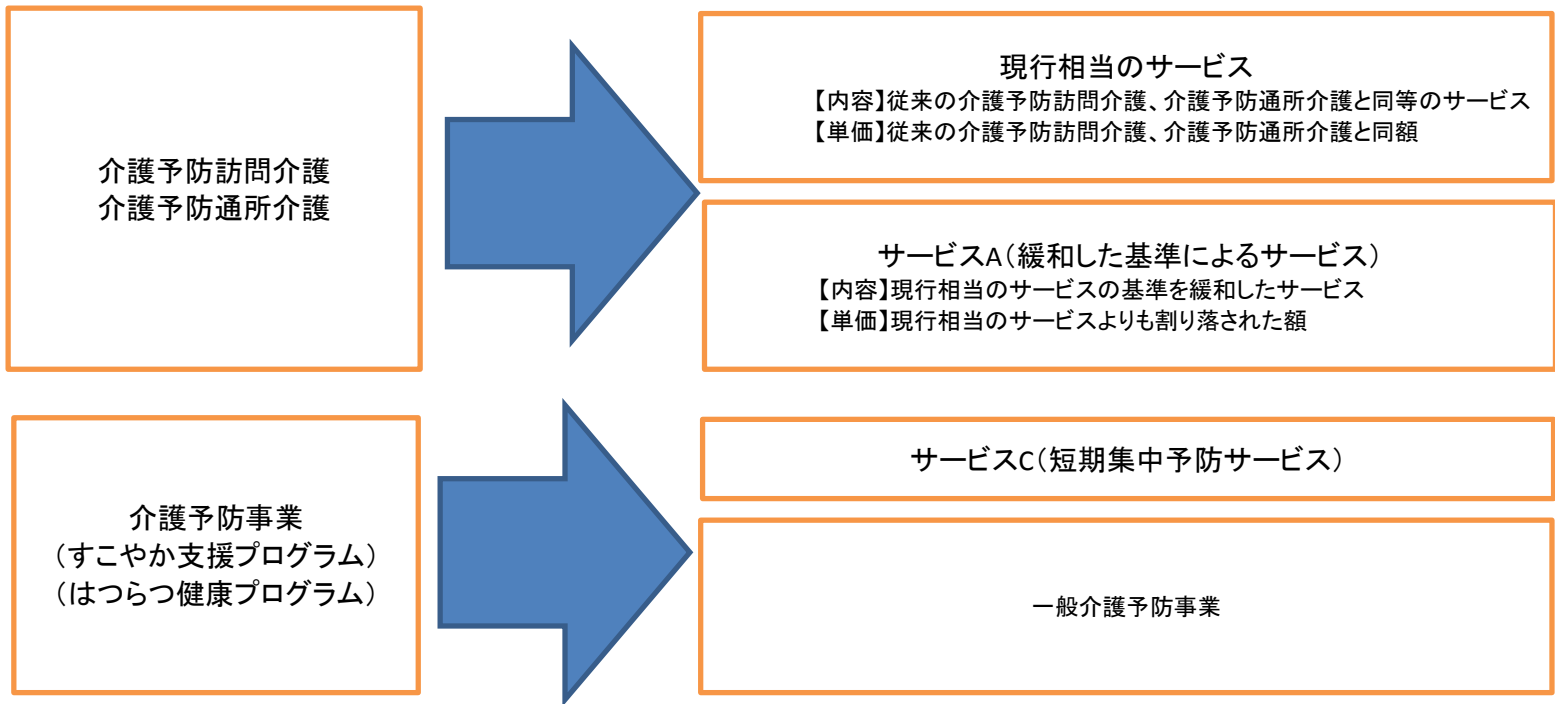 介護予防訪問介護
介護予防通所介護
現行相当のサービス
【内容】従来の介護予防訪問介護、介護予防通所介護と同等のサービス
【単価】従来の介護予防訪問介護、介護予防通所介護と同額
サービスA(緩和した基準によるサービス)
【内容】現行相当のサービスの基準を緩和したサービス
【単価】現行相当のサービスよりも割り落された額
介護予防事業
(すこやか支援プログラム)
(はつらつ健康プログラム)
サービスC(短期集中予防サービス)
一般介護予防事業